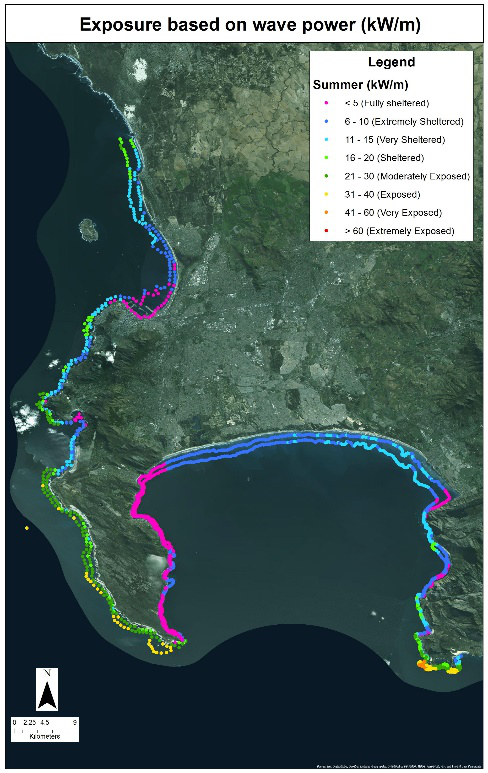 Exposure based on wave power (kW/m)
Legend
Summer (kW/m)
< 5 (Fully sheltered)
6 - 10 (Extremely Sheltered)
11 - 15 (Very Sheltered)
16 - 20 (Sheltered)
21 - 30 (Moderately Exposed)
31 - 40 (Exposed)
41 - 60 (Very Exposed)
> 60 (Extremely Exposed)
N
0 2.25 4.5 9
Kilometers